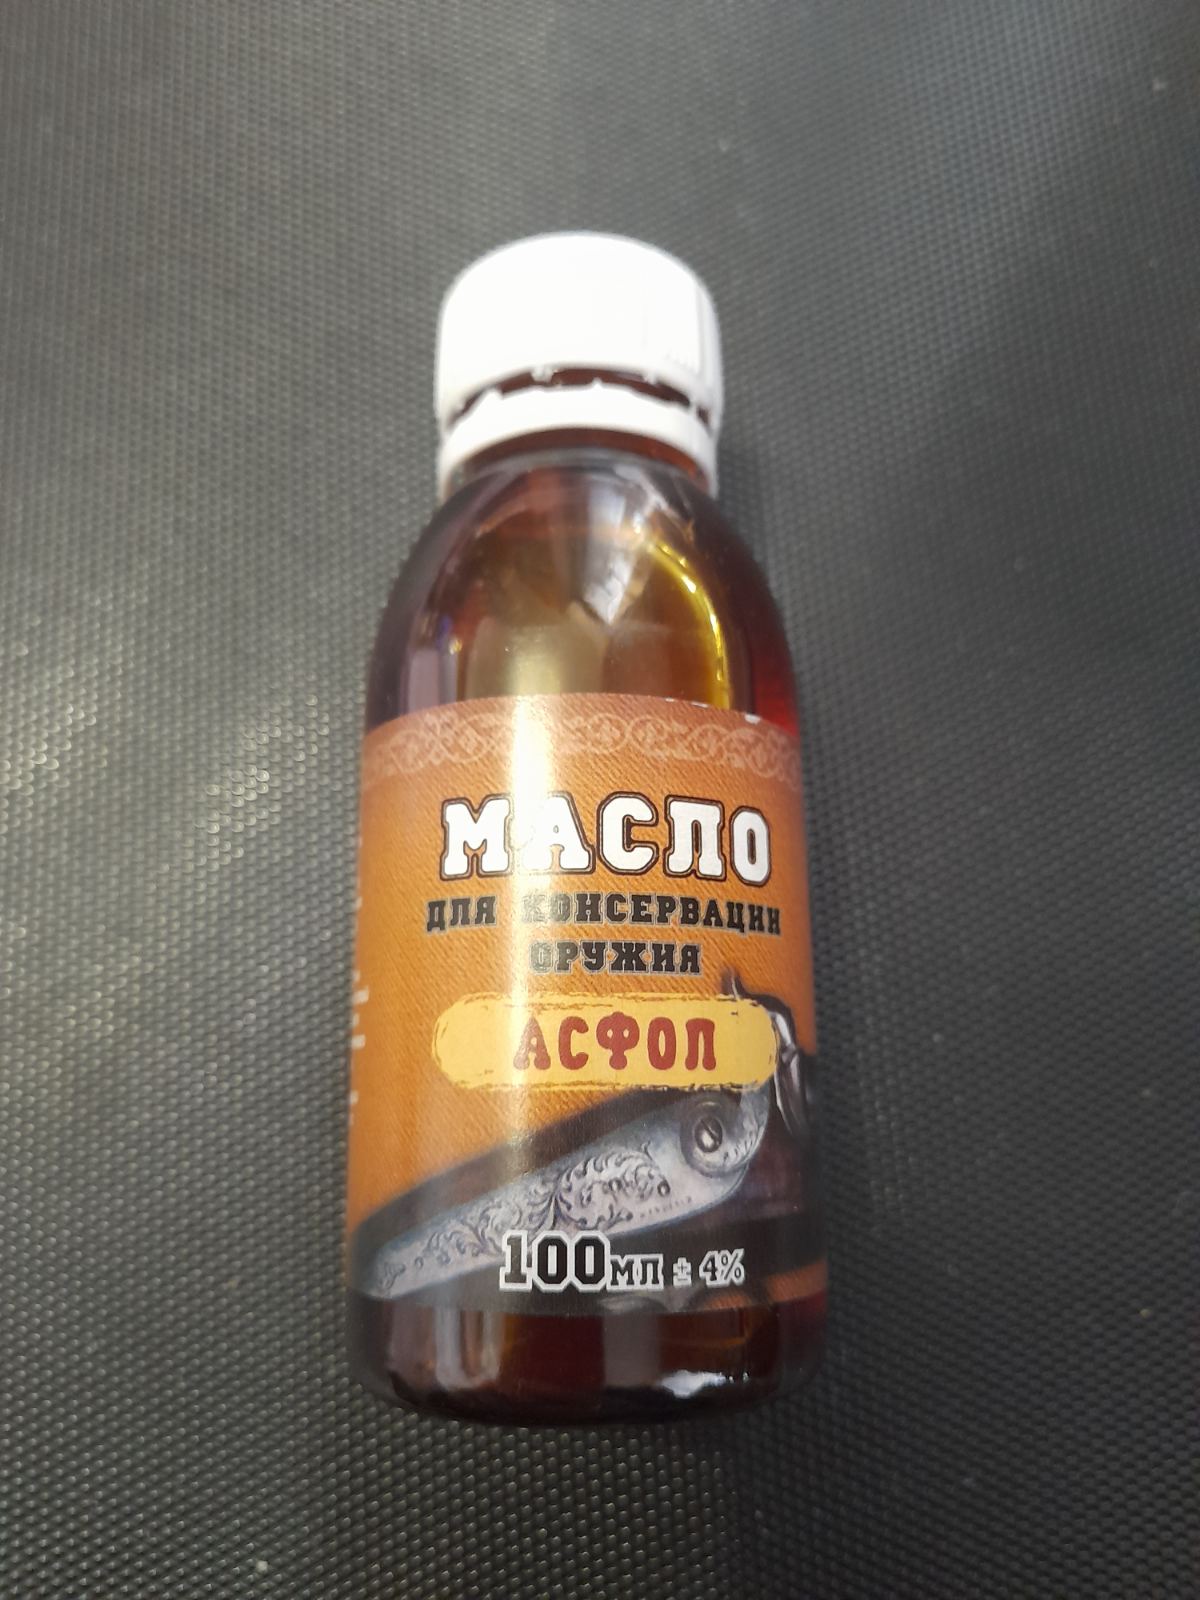 МАСЛО
ДЛЯ КОНСЕРВАЦИИ
ОРУЖИЯ
АСФОЛ
100мл ± 4%